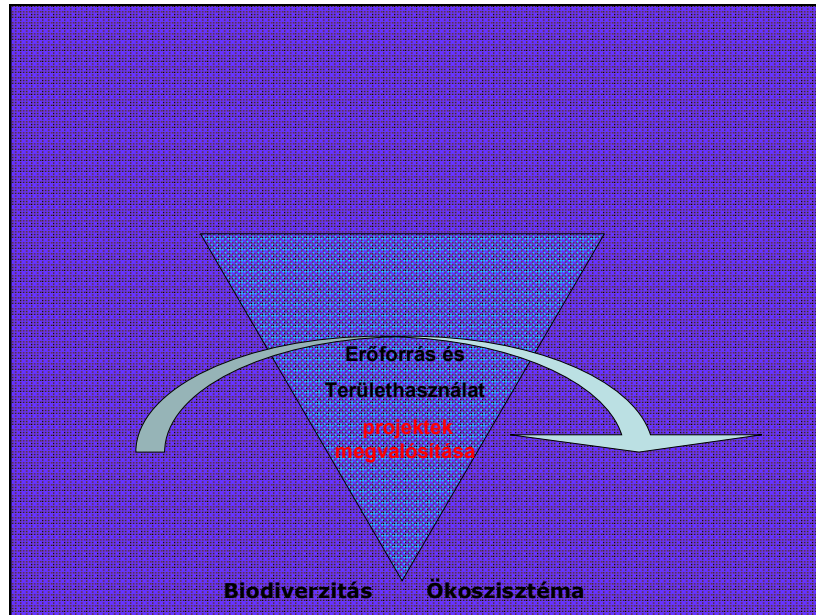 Erőforrás és
Területhasználat
projektek
megvalósítása
Biodiverzitás Ökoszisztéma